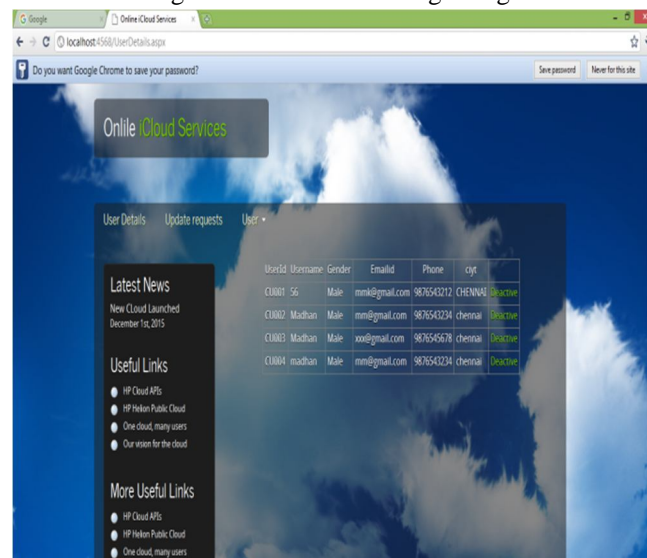 Google
Online iCloud Services
localhost:4568/UserDetails.aspx
Do you want Google Chrome to save your password?
Save password
Never for this site
Onlile iCloud Services
User Details Update requests User
UserId Username Gender Emailid Phone ciyt
CU001 56 Male mmk@gmail.com 9876543212 CHENNAI Deactive
CU002 Madhan Male mm@gmail.com 9876543234 chennai Deactive
CU003 Madhan Male xxx@gmail.com 9876545678 chennai Deactive
CU004 madhan Male mm@gmail.com 9876543234 chennai Deactive
Latest News
New CLoud Launched
December 1st, 2015
Useful Links
HP Cloud APIs
HP Helion Public Cloud
One cloud, many users
Our vision for the cloud
More Useful Links
HP Cloud APIs
HP Helion Public Cloud
One cloud, many users